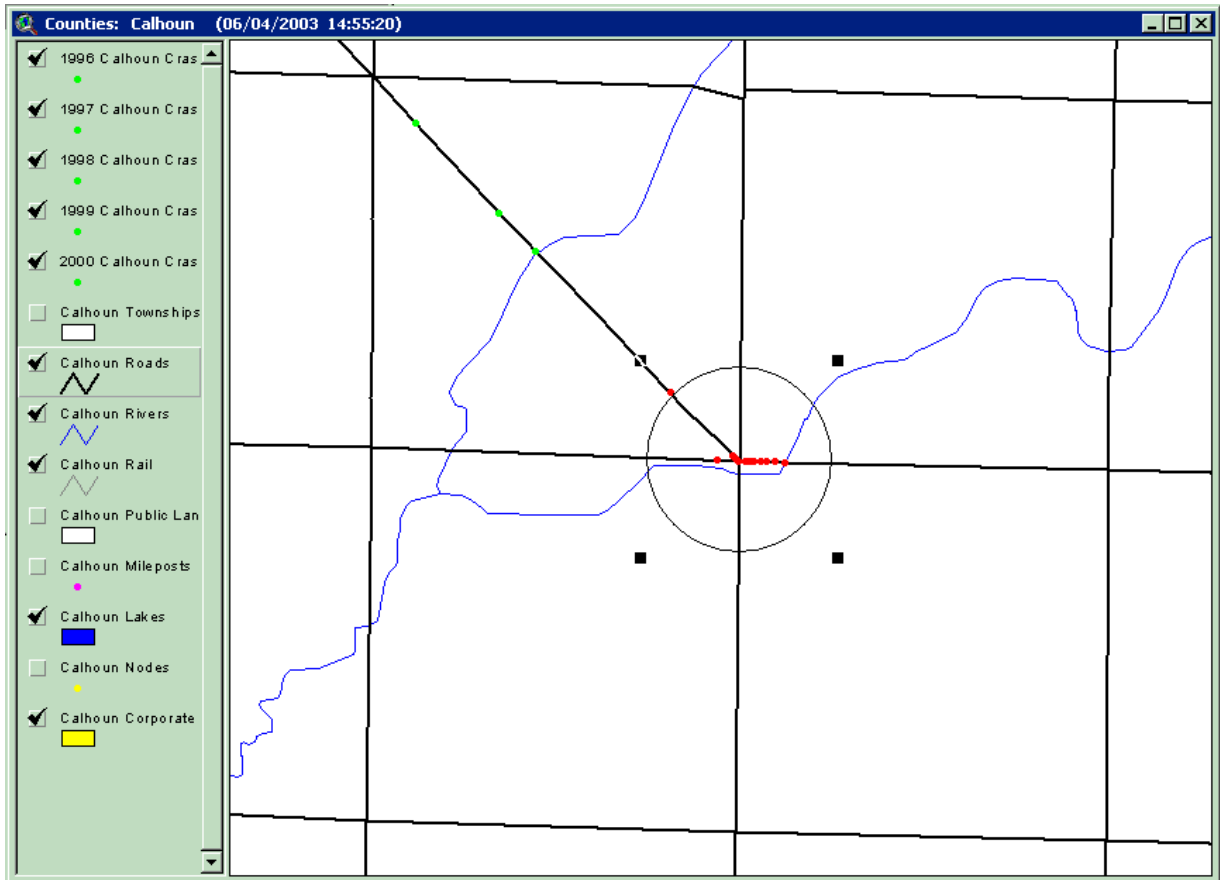 Counties: Calhoun (06/04/2003 14:55:20)
1996 Calhoun Cras
1997 Calhoun Cras
1998 Calhoun Cras
1999 Calhoun Cras
2000 Calhoun Cras
Calhoun Townships
Calhoun Roads
Calhoun Rivers
Calhoun Rail
Calhoun Public Lan
Calhoun Mileposts
Calhoun Lakes
Calhoun Nodes
Calhoun Corporate